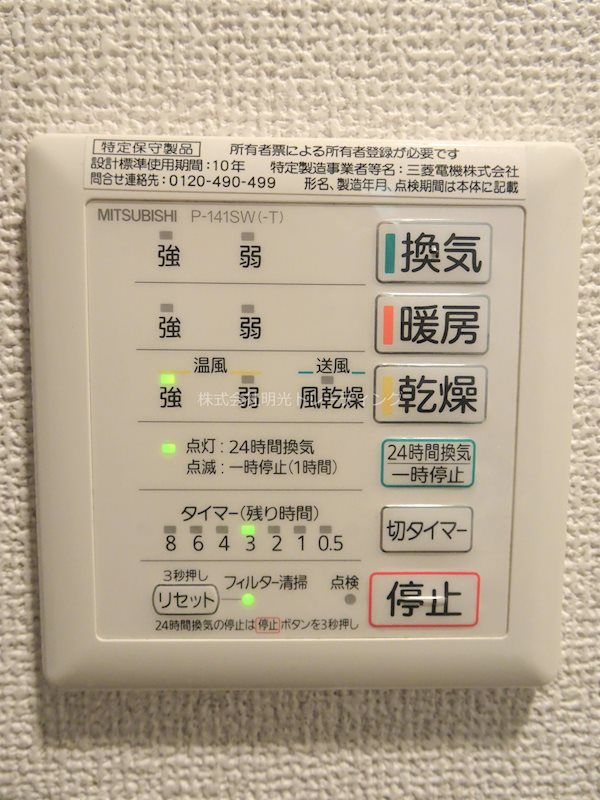 特定保守製品 所有者票による所有者登録が必要です
設計標準使用期間:10年 特定製造事業者等名:三菱電機株式会社
問合せ連絡先:0120-490-499 形名、製造年月、点検期間は本体に記載
MITSUBISHI P-141SW(-T)
強 弱 換気
強 弱 暖房
温風 送風
強 弱 風乾燥 乾燥
点灯:24時間換気
点滅:一時停止(1時間)
24時間換気
一時停止
タイマー(残り時間)
8 6 4 3 2 1 0.5
切タイマー
3秒押し
リセット フィルター清掃 点検
停止
24時間換気の停止は停止ボタンを3秒押し